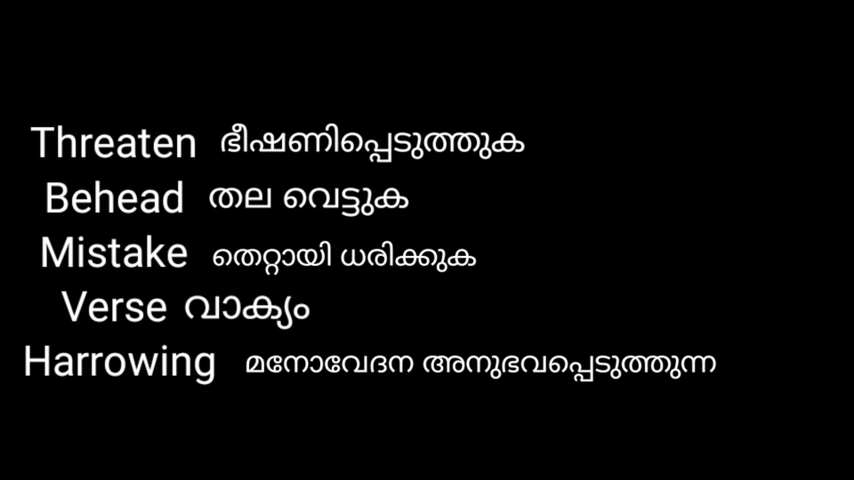 Threaten ഭീഷണിപ്പെടുത്തുക
Behead തല വെട്ടുക
Mistake തെറ്റായി ധരിക്കുക
Verse വാക്യം
Harrowing മനോവേദന അനുഭവപ്പെടുത്തുന്ന